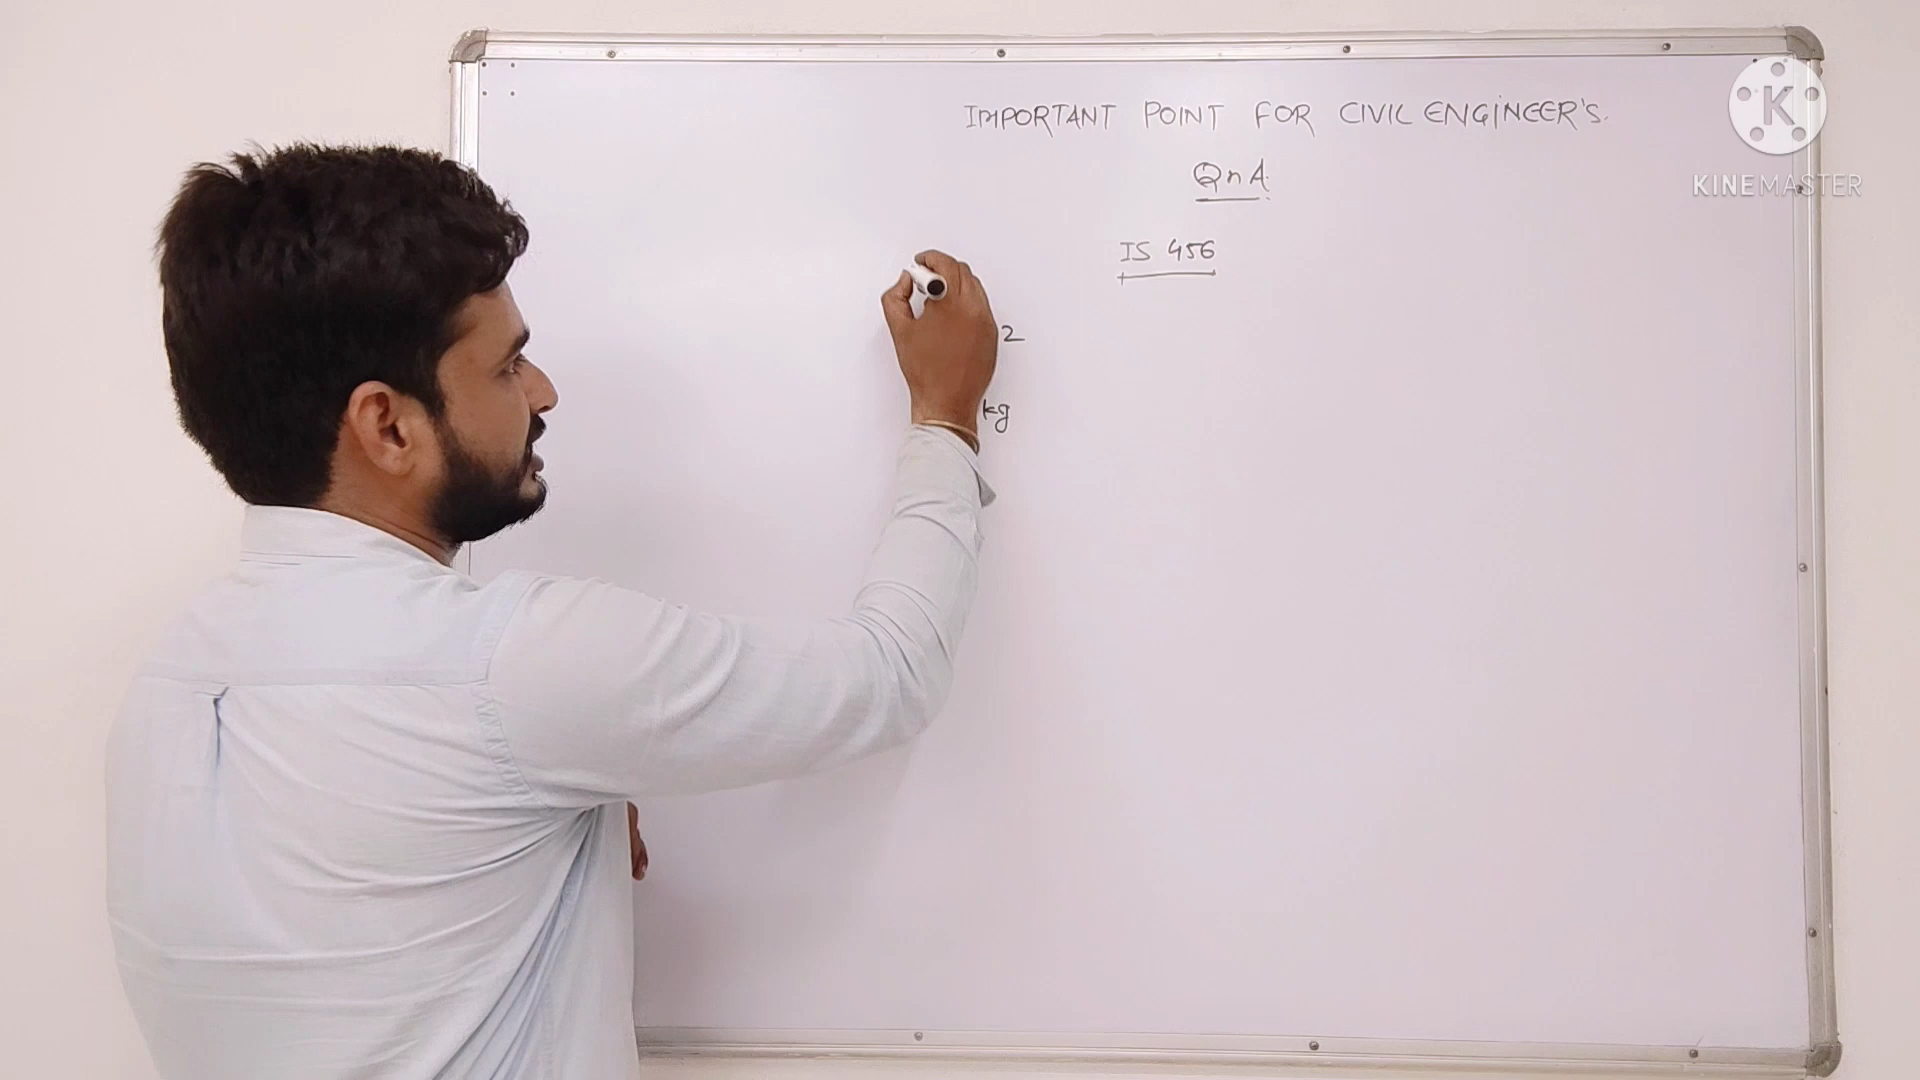 IMPORTANT POINT FOR CIVIL ENGINEER'S.
QnA
IS 456
2
kg
K
KINEMASTER